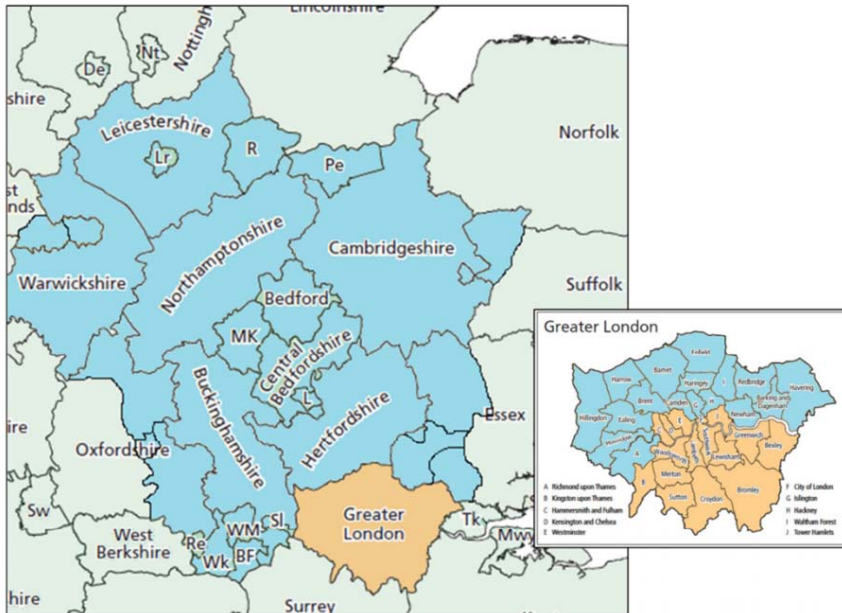 Lincolnshire
Nottingh
Nt
De
shire
Leicestershire
Lr
R
Pe
Norfolk
st
nds
Warwickshire
Northamptonshire
Cambridgeshire
Suffolk
Bedford
MK
Central
Bedfordshire
L
Buckinghamshire
Hertfordshire
Essex
ire
Oxfordshire
Sw
West
Berkshire
Re
WM
Sl
Wk
BF
Greater
London
Tk
Mw
hire
Surrey
Greater London
Enfield
Barnet
Harrow
Haringey
I
Redbridge
Havering
Brent
Camden
G
H
Barking and
Dagenham
Hillingdon
Ealing
Newham
E
D
Hounslow
Greenwich
Bexley
A
Wandsworth
Lambeth
Southwark
Lewisham
B
Merton
Sutton
Croydon
Bromley
A Richmond upon Thames
B Kingston upon Thames
C Hammersmith and Fulham
D Kensington and Chelsea
E Westminster
F City of London
G Islington
H Hackney
I Waltham Forest
J Tower Hamlets